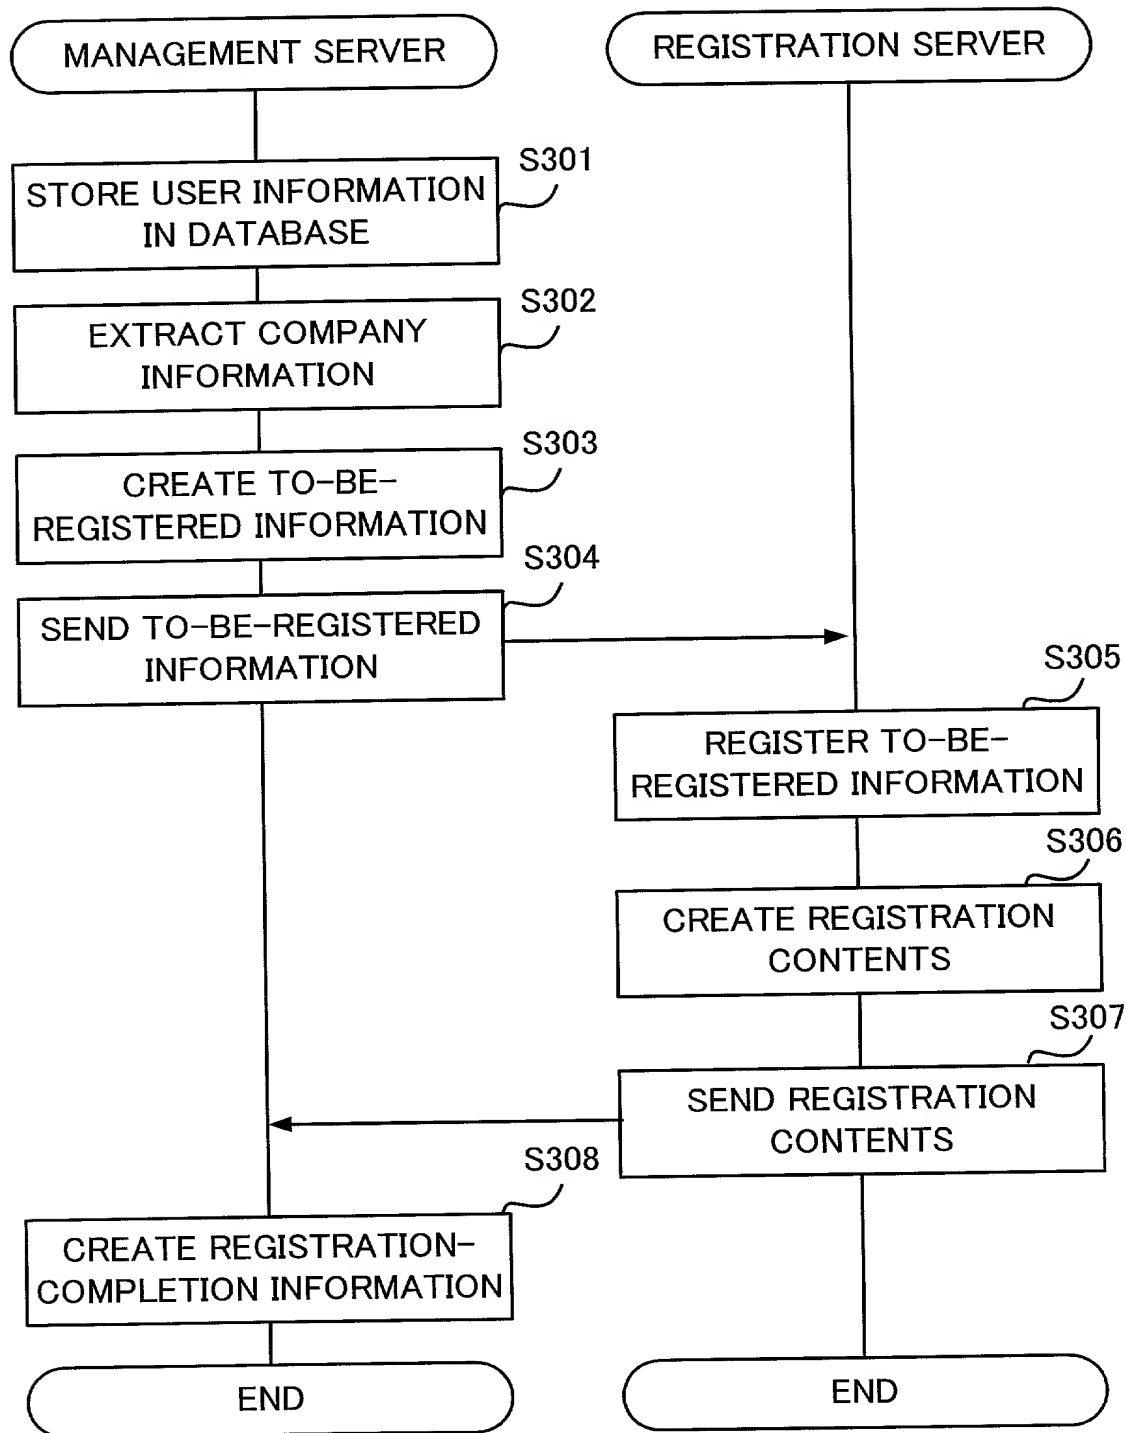 MANAGEMENT SERVER
REGISTRATION SERVER
S301
STORE USER INFORMATION
IN DATABASE
S302
EXTRACT COMPANY
INFORMATION
S303
CREATE TO-BE-
REGISTERED INFORMATION
S304
SEND TO-BE-REGISTERED
INFORMATION
S305
REGISTER TO-BE-
REGISTERED INFORMATION
S306
CREATE REGISTRATION
CONTENTS
S307
SEND REGISTRATION
CONTENTS
S308
CREATE REGISTRATION-
COMPLETION INFORMATION
END
END